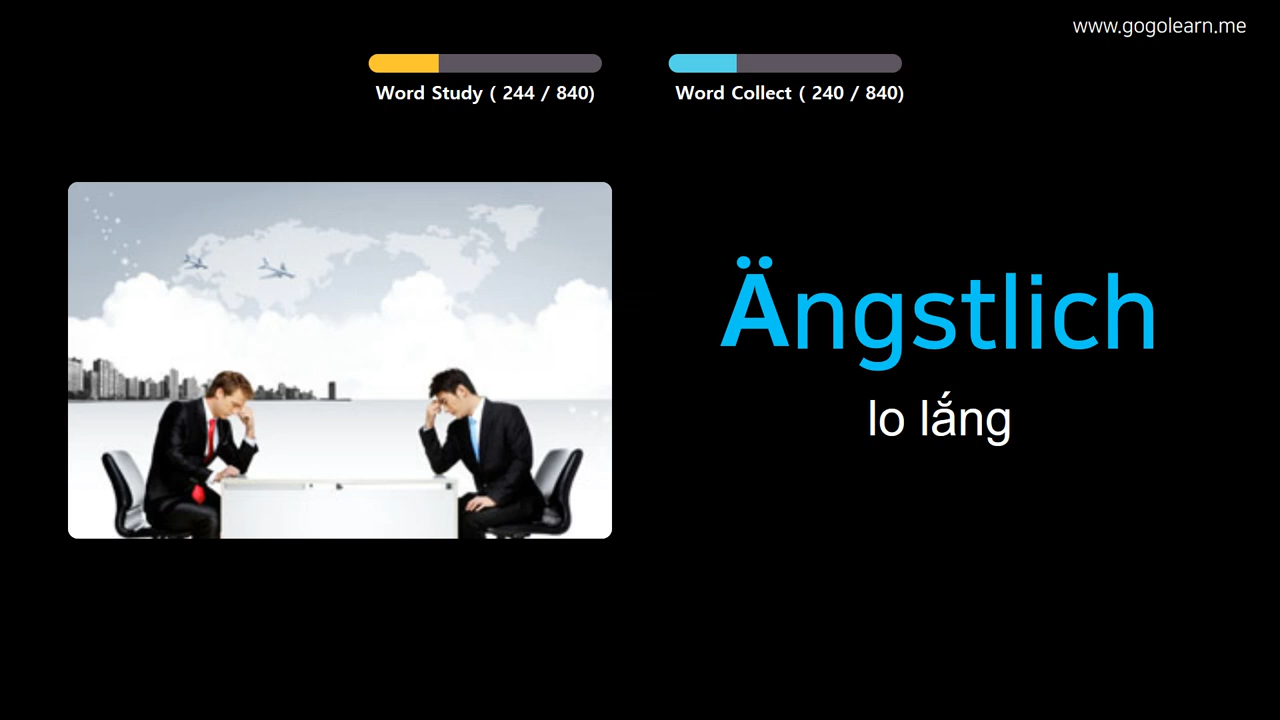 www.gogolearn.me
Word Study ( 244 / 840)
Word Collect ( 240 / 840)
Ängstlich
lo lắng